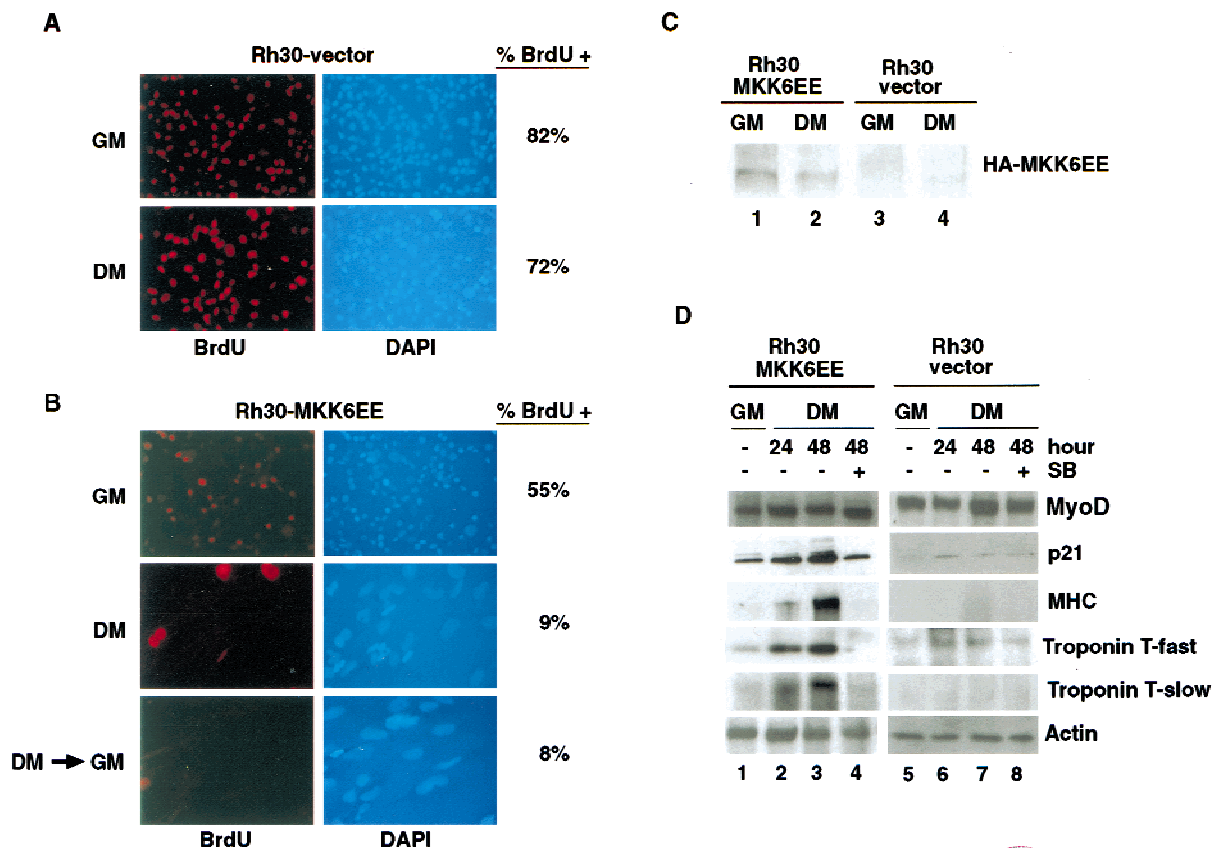 A
Rh30-vector
% BrdU +
GM
82%
DM
72%
BrdU
DAPI
B
Rh30-MKK6EE
% BrdU +
GM
55%
DM
9%
DM → GM
8%
BrdU
DAPI
C
Rh30
MKK6EE
Rh30
vector
GM
DM
GM
DM
HA-MKK6EE
1
2
3
4
D
Rh30
MKK6EE
Rh30
vector
GM
DM
GM
DM
- 24 48 48
- 24 48 48
hour
- - - +
- - - +
SB
MyoD
p21
MHC
Troponin T-fast
Troponin T-slow
Actin
1 2 3 4
5 6 7 8